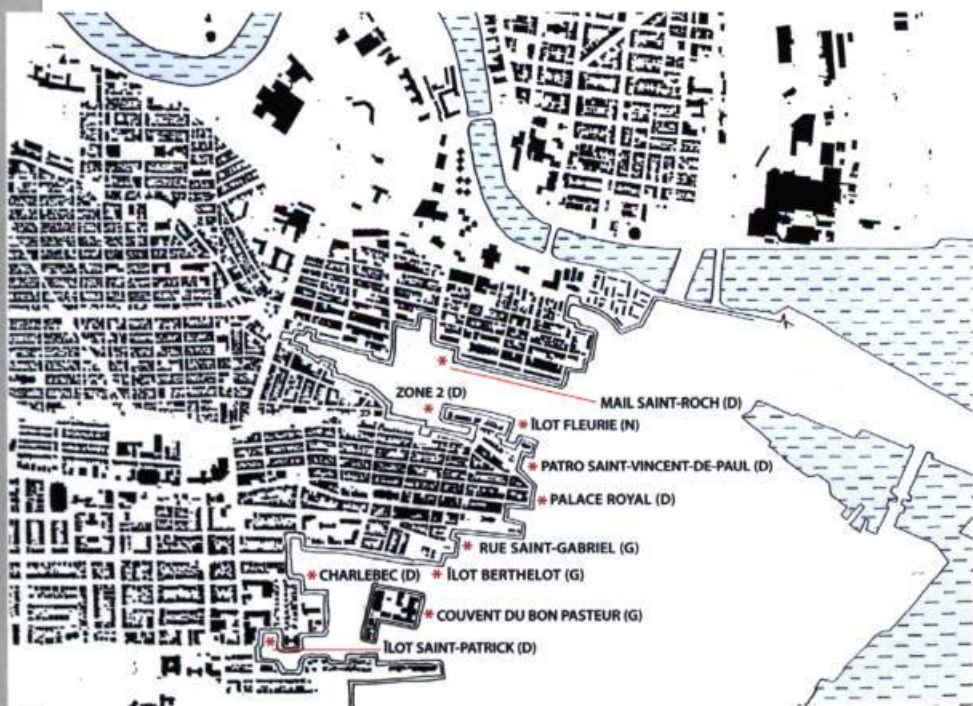 ZONE 2 (D)
MAIL SAINT-ROCH (D)
* ÎLOT FLEURIE (N)
* PATRO SAINT-VINCENT-DE-PAUL (D)
* PALACE ROYAL (D)
* RUE SAINT-GABRIEL (G)
* CHARLEBEC (D)
* ÎLOT BERTHELOT (G)
* COUVENT DU BON PASTEUR (G)
ÎLOT SAINT-PATRICK (D)